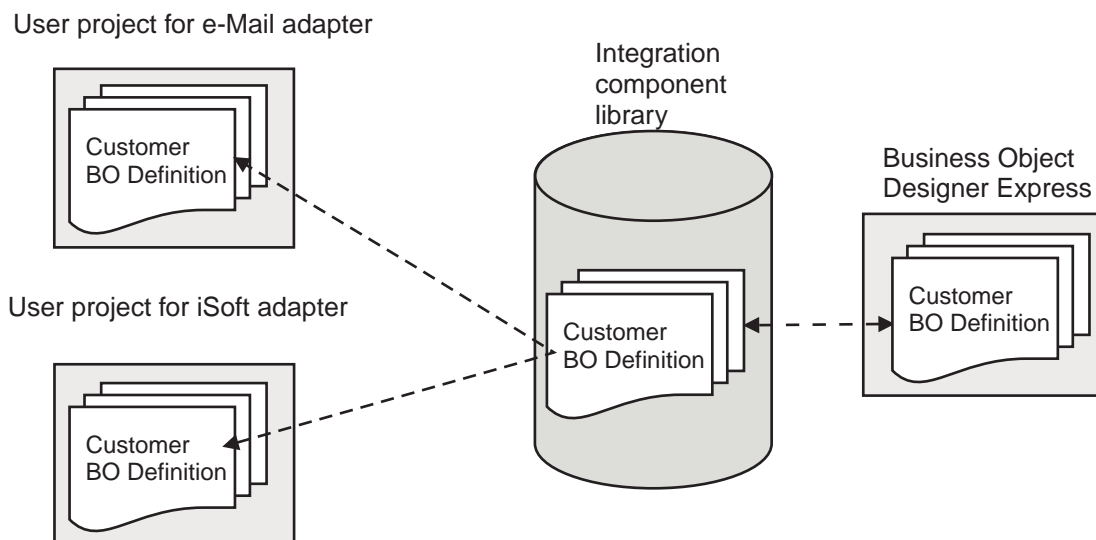 User project for e-Mail adapter
Customer
BO Definition
Integration
component
library
Business Object
Designer Express
Customer
BO Definition
User project for iSoft adapter
Customer
BO Definition
Customer
BO Definition